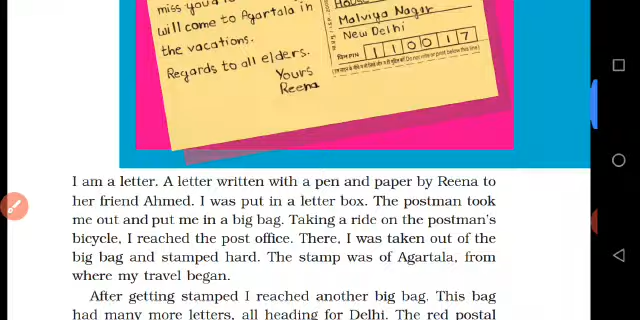 miss you a
will come to Agartala in
the vacations.
Regards to all elders.
Yours
Reena
House
Malviya Nagar
New Delhi
पिन PIN 1 1 0 0 1 7
I am a letter. A letter written with a pen and paper by Reena to
her friend Ahmed. I was put in a letter box. The postman took
me out and put me in a big bag. Taking a ride on the postman's
bicycle, I reached the post office. There, I was taken out of the
big bag and stamped hard. The stamp was of Agartala, from
where my travel began.
After getting stamped I reached another big bag. This bag
had many more letters, all heading for Delhi. The red postal